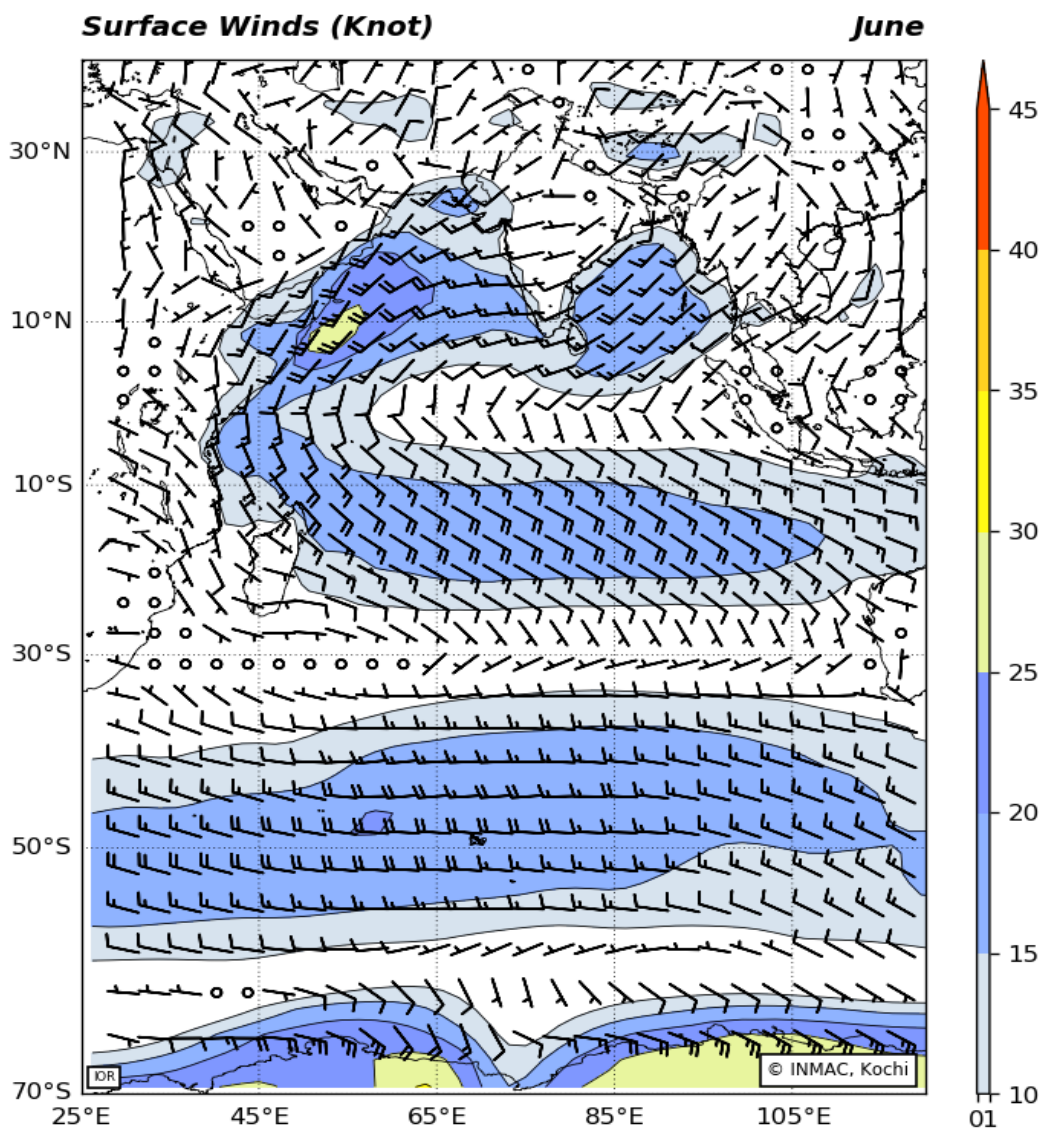 Surface Winds (Knot) June
45
30°N
40
10°N
35
10°S
30
30°S
25
20
50°S
15
IOR
© INMAC, Kochi
70°S
10
25°E 45°E 65°E 85°E 105°E
01